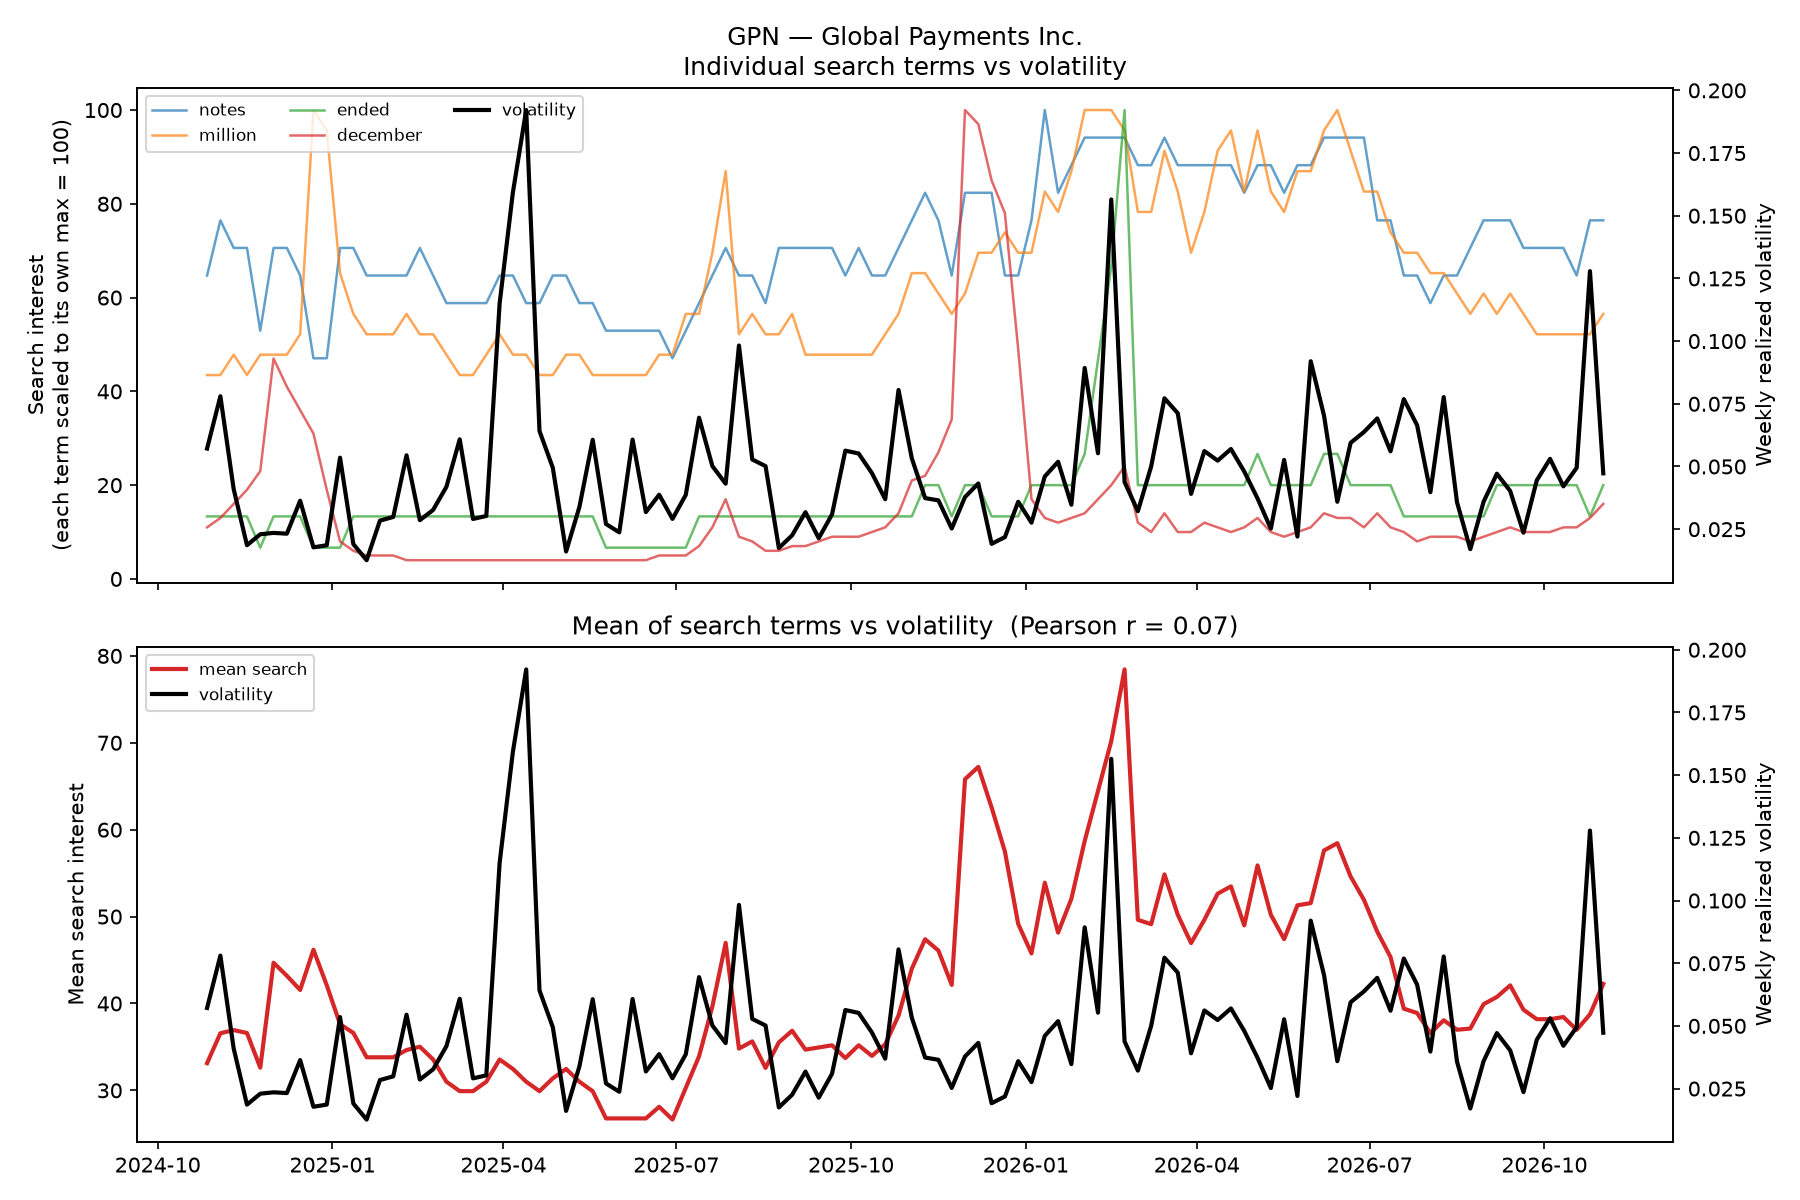 GPN — Global Payments Inc.
Individual search terms vs volatility
notes
million
ended
december
volatility
Search interest
(each term scaled to its own max = 100)
100
80
60
40
20
0
0.200
0.175
0.150
0.125
0.100
0.075
0.050
0.025
Weekly realized volatility
Mean of search terms vs volatility (Pearson r = 0.07)
mean search
volatility
Mean search interest
80
70
60
50
40
30
0.200
0.175
0.150
0.125
0.100
0.075
0.050
0.025
Weekly realized volatility
2024-10
2025-01
2025-04
2025-07
2025-10
2026-01
2026-04
2026-07
2026-10